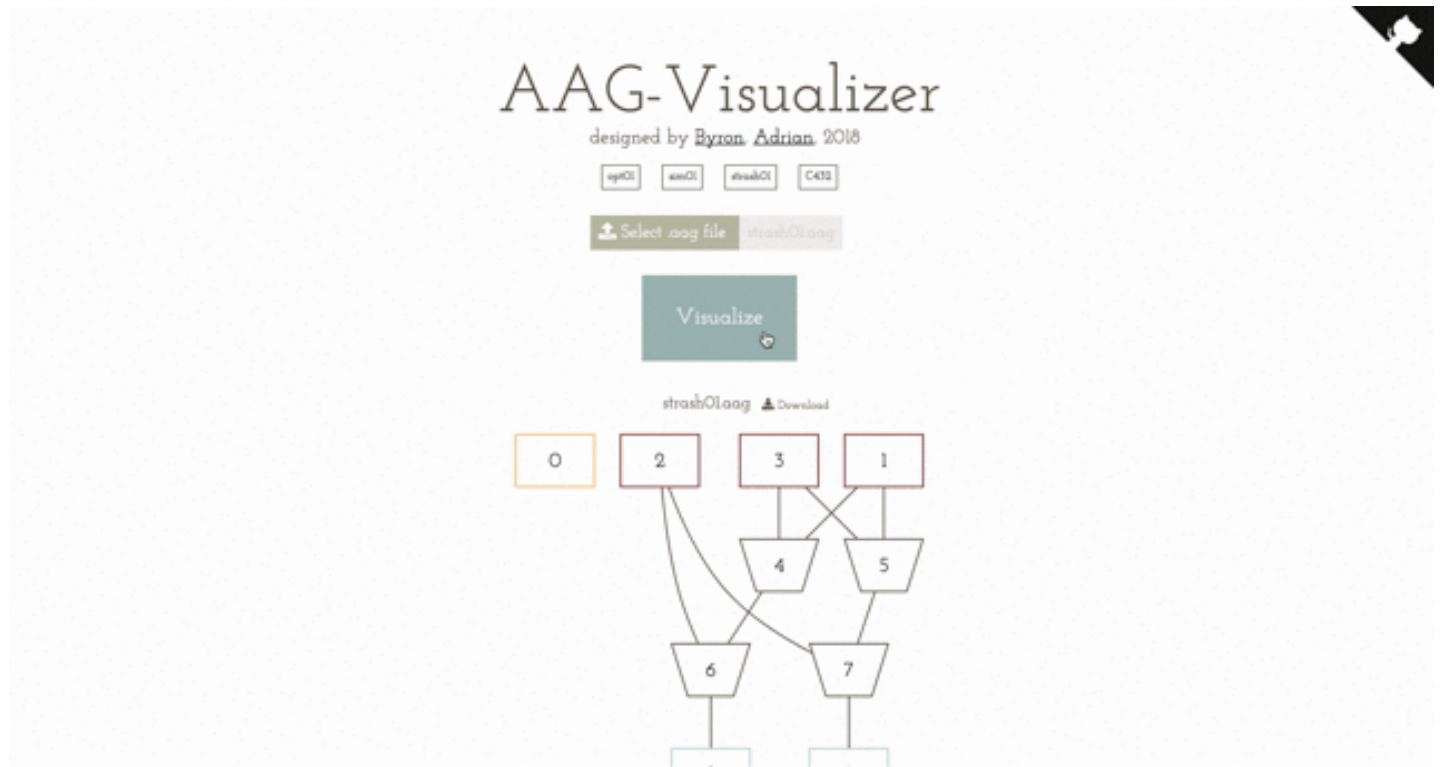 AAG-Visualizer
designed by Byron, Adrian, 2018
opt01 sim01 strash01 C432
Select .aag file strash01.aag
Visualize
strash01.aag Download
0 2 3 1
4 5
6 7